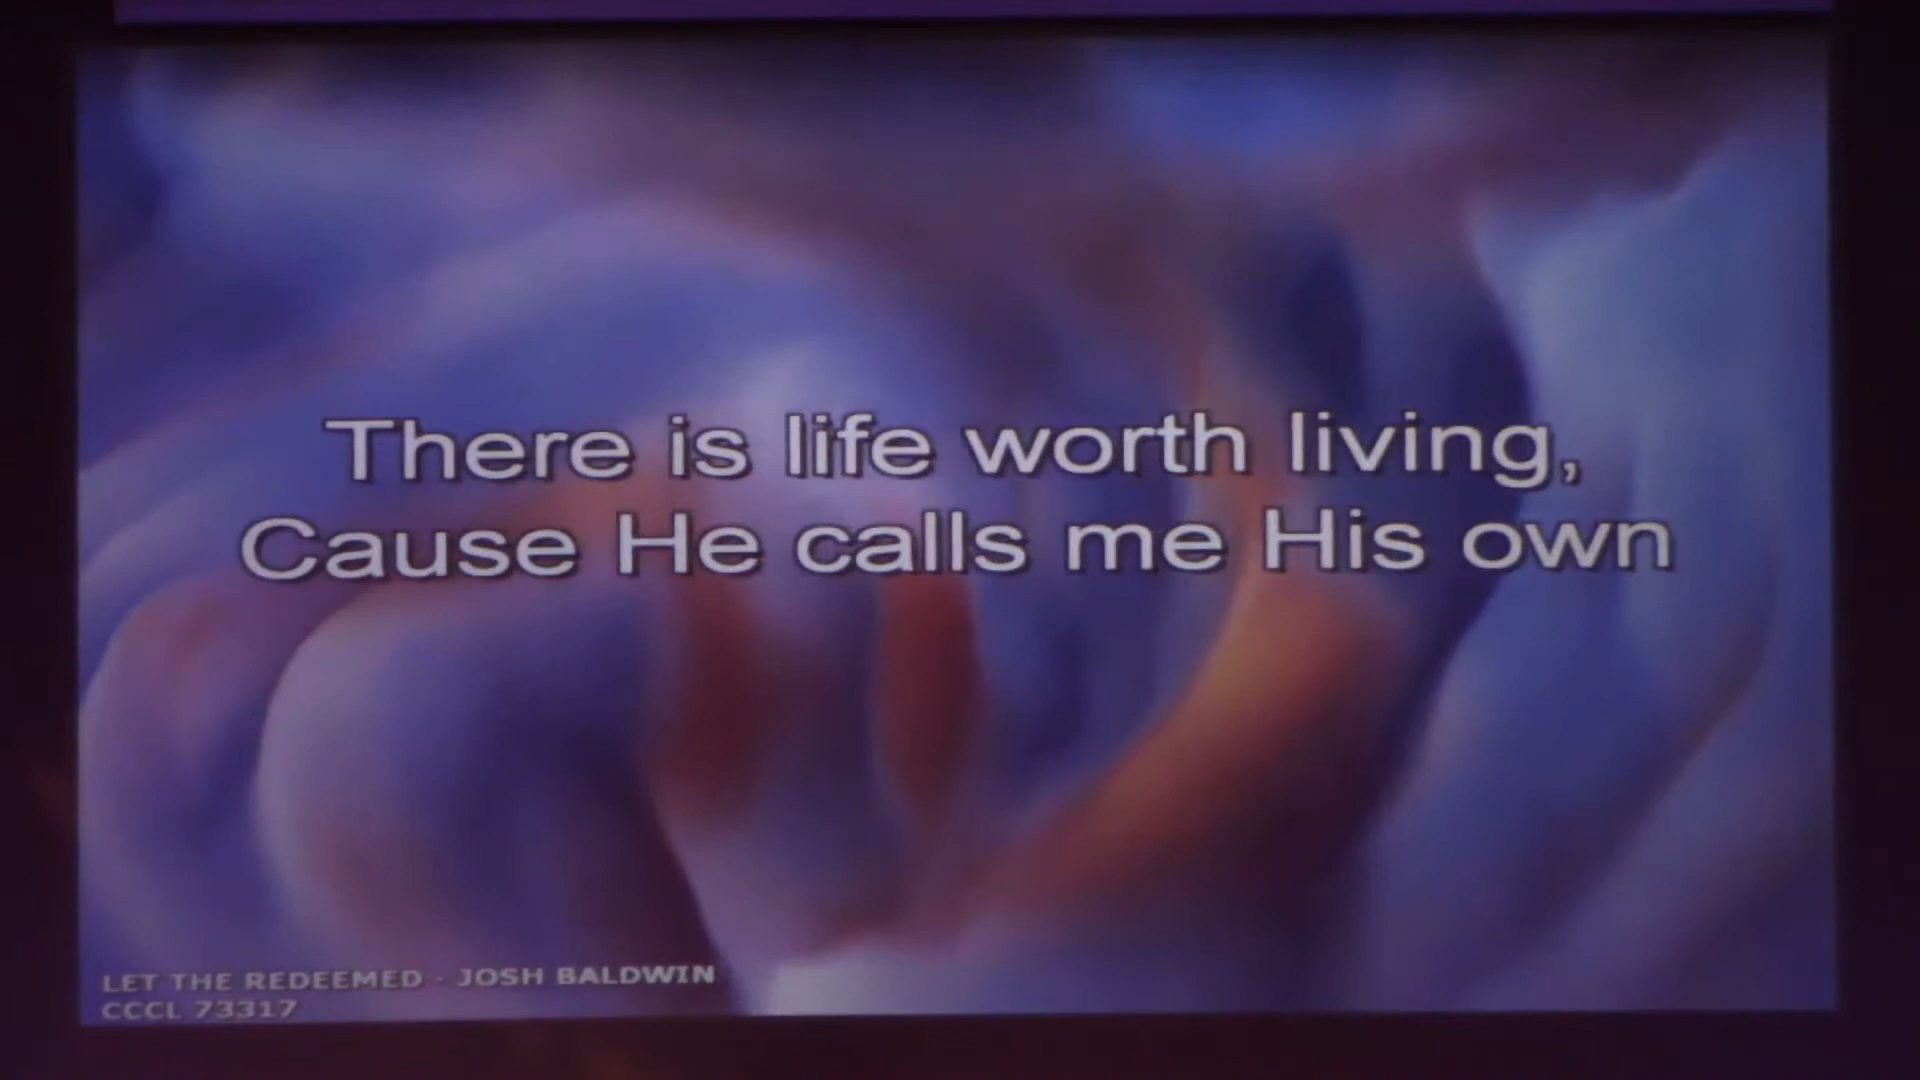 There is life worth living,
Cause He calls me His own
LET THE REDEEMED - JOSH BALDWIN
CCCL 73317